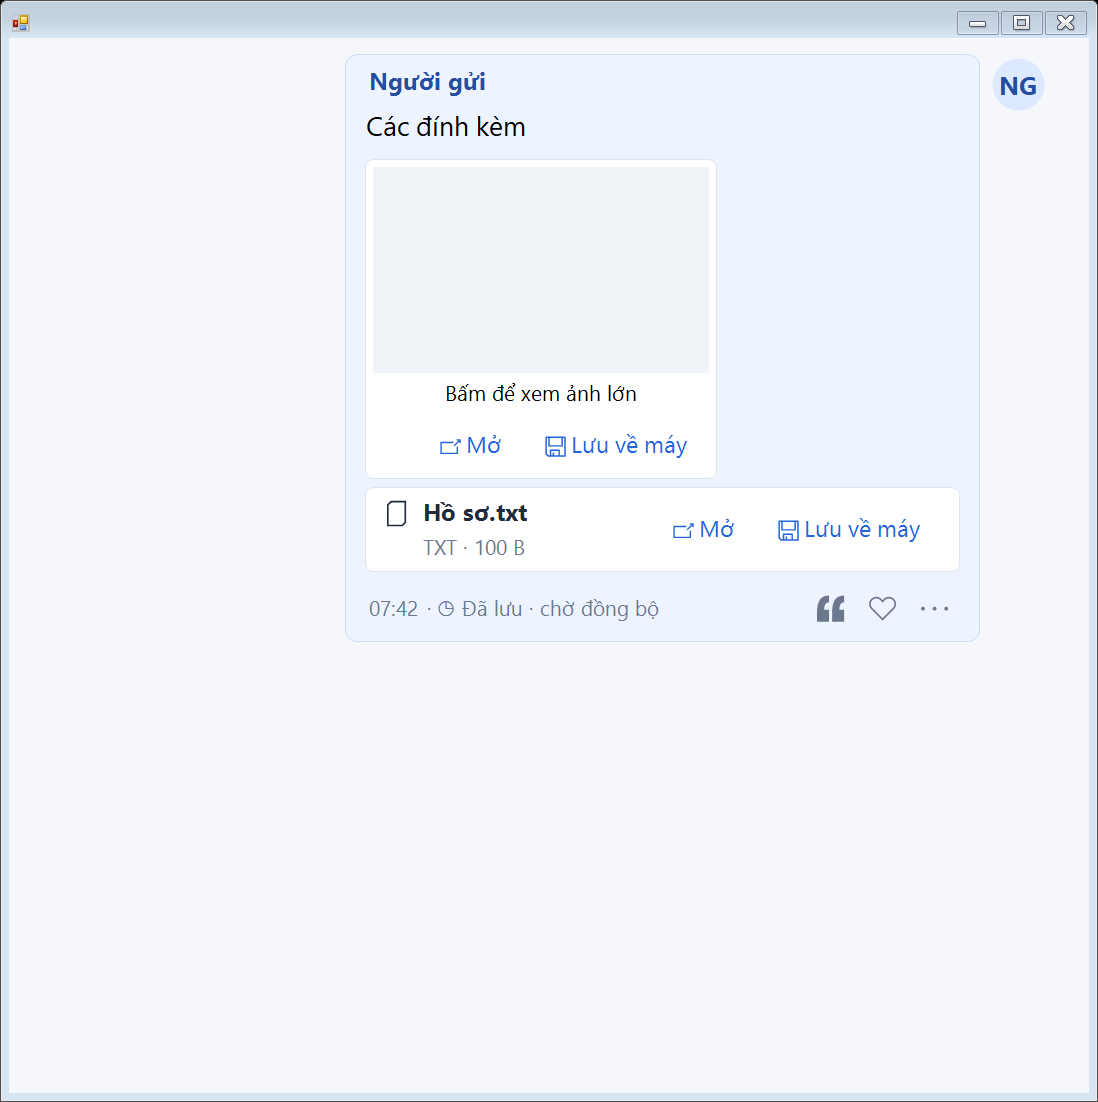 Người gửi
NG
Các đính kèm
Bấm để xem ảnh lớn
Mở Lưu về máy
Hồ sơ.txt
TXT · 100 B
Mở Lưu về máy
07:42 · Đã lưu · chờ đồng bộ